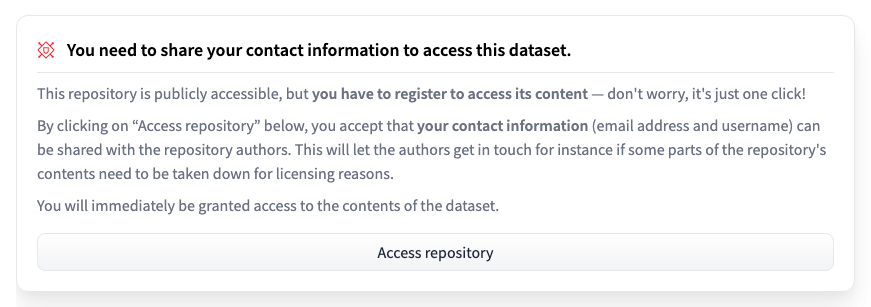 You need to share your contact information to access this dataset.
This repository is publicly accessible, but you have to register to access its content — don't worry, it's just one click!
By clicking on “Access repository” below, you accept that your contact information (email address and username) can
be shared with the repository authors. This will let the authors get in touch for instance if some parts of the repository's
contents need to be taken down for licensing reasons.
You will immediately be granted access to the contents of the dataset.
Access repository